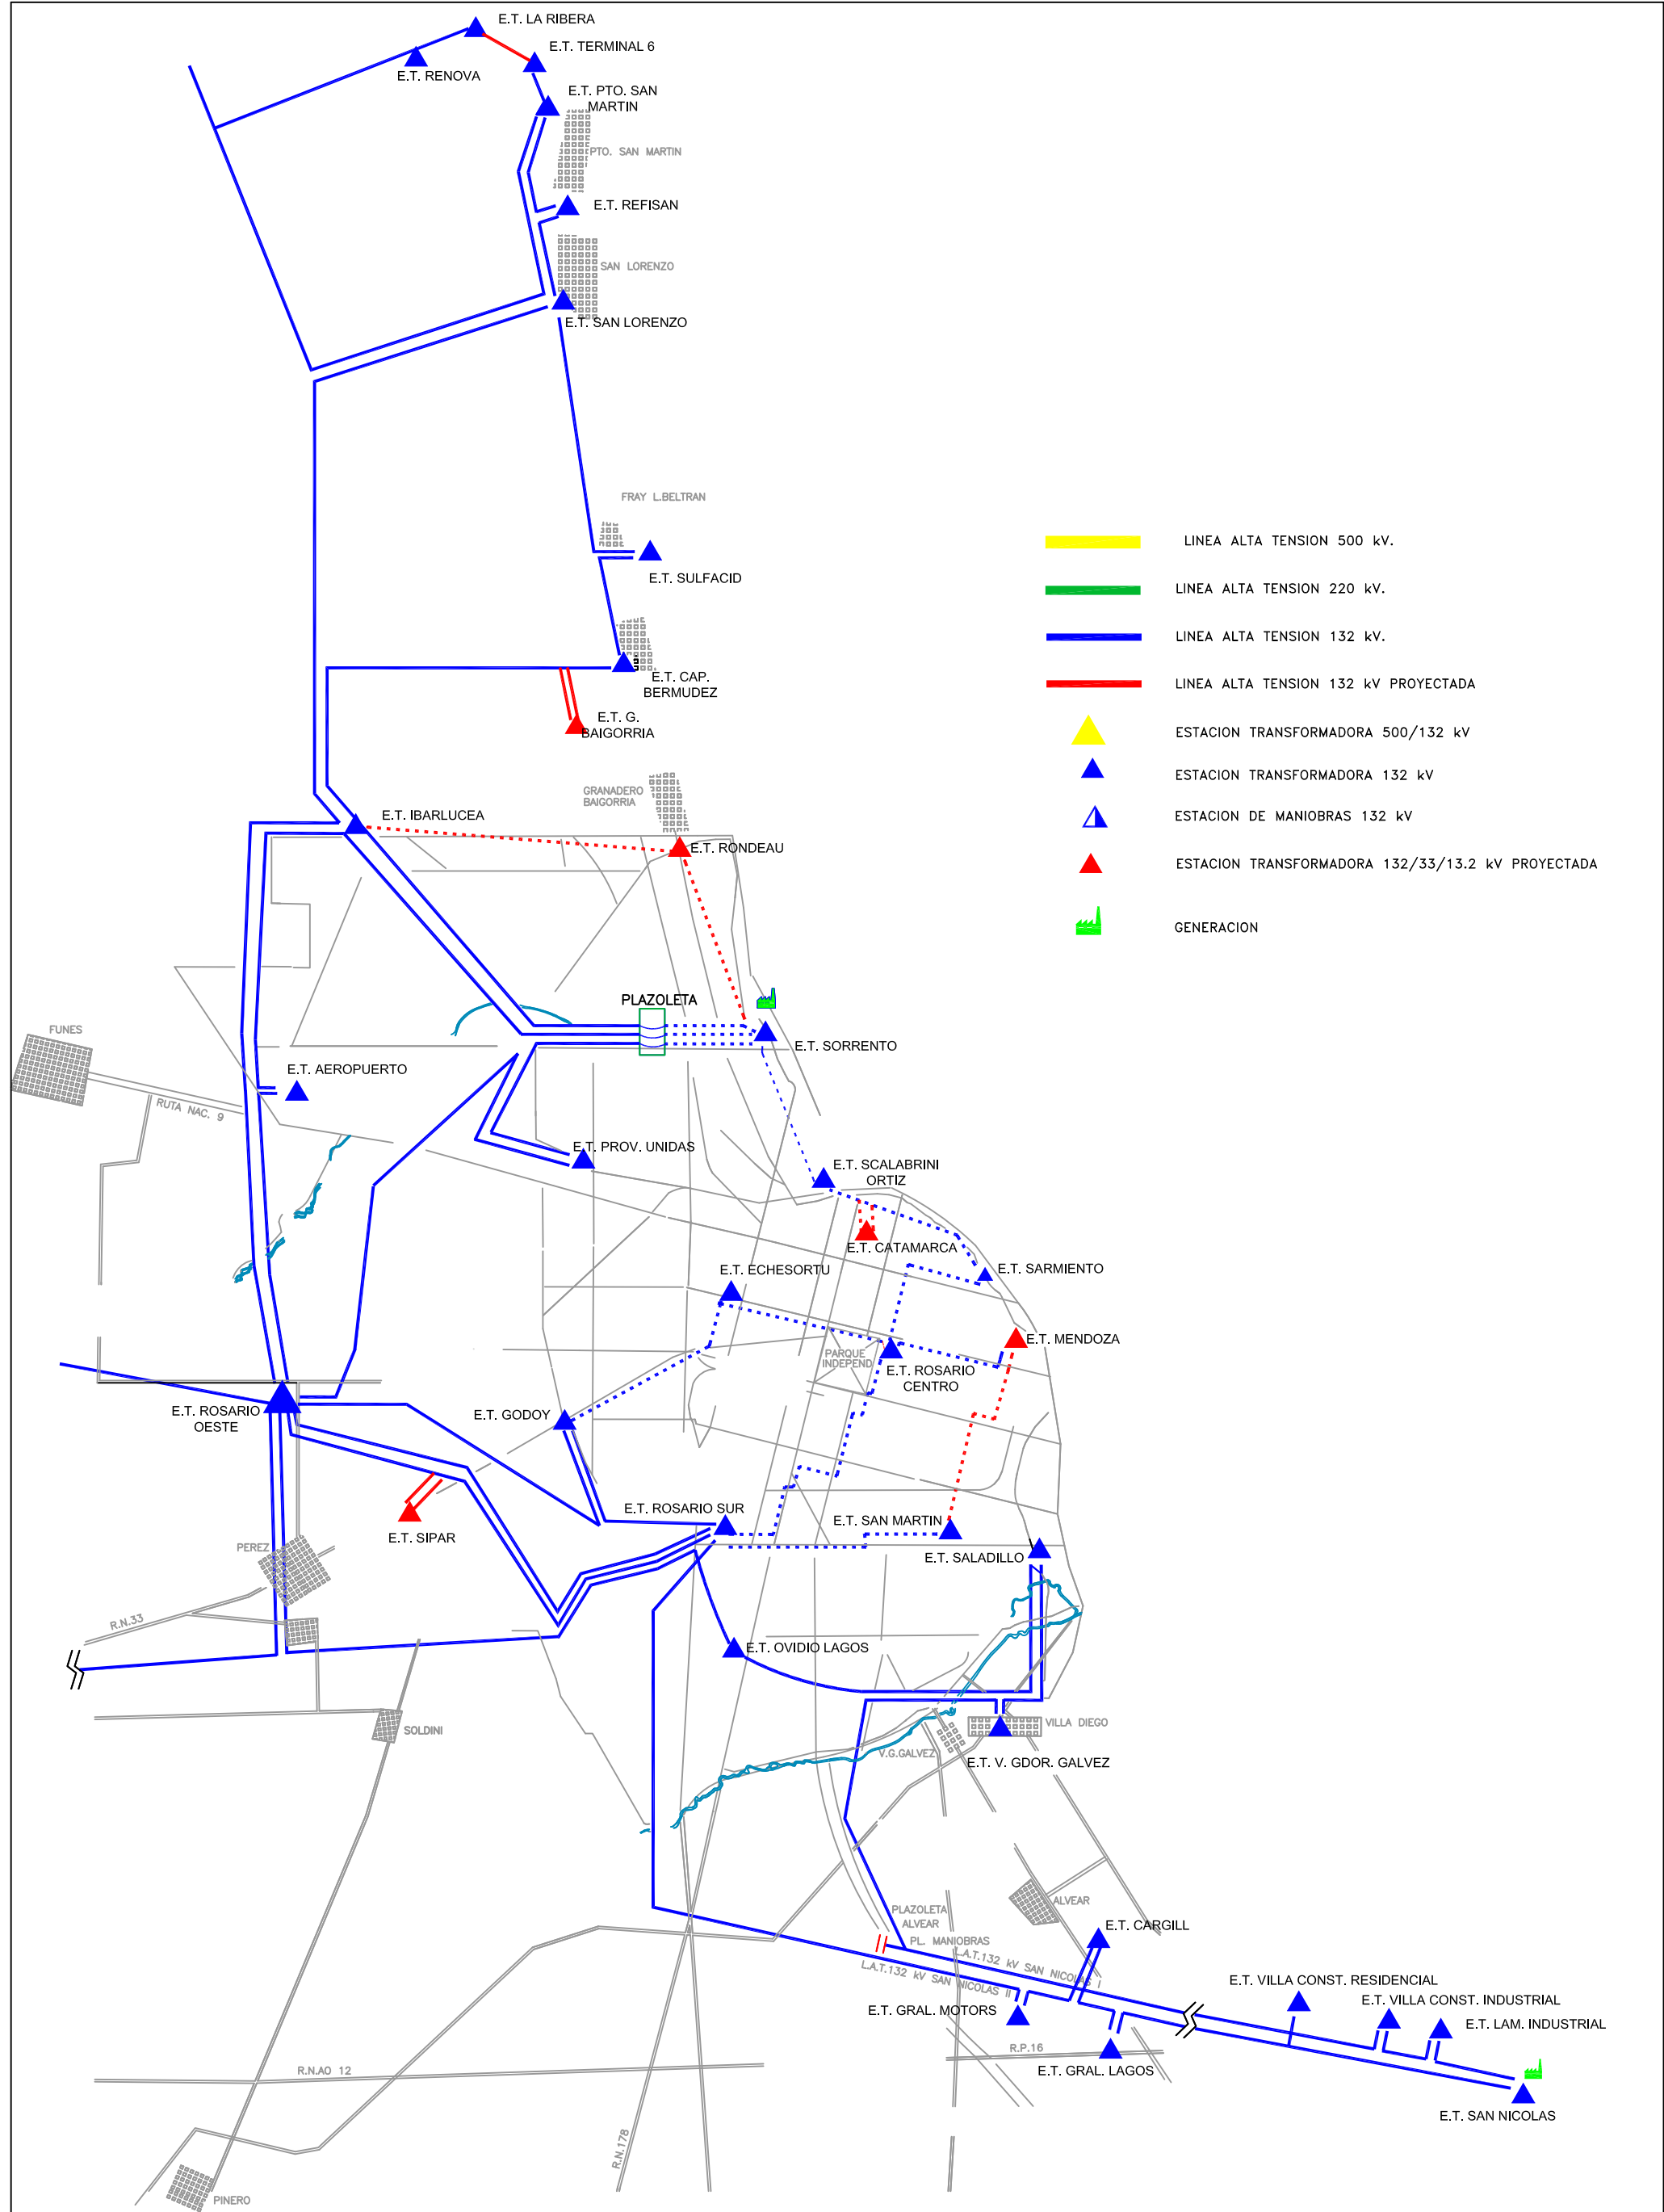 E.T. LA RIBERA
E.T. TERMINAL 6
E.T. RENOVA
E.T. PTO. SAN
MARTIN
PTO. SAN MARTIN
E.T. REFISAN
SAN LORENZO
E.T. SAN LORENZO
FRAY L.BELTRAN
E.T. SULFACID
E.T. CAP.
BERMUDEZ
E.T. G.
BAIGORRIA
LINEA ALTA TENSION 500 kV.
LINEA ALTA TENSION 220 kV.
LINEA ALTA TENSION 132 kV.
LINEA ALTA TENSION 132 kV PROYECTADA
ESTACION TRANSFORMADORA 500/132 kV
ESTACION TRANSFORMADORA 132 kV
ESTACION DE MANIOBRAS 132 kV
ESTACION TRANSFORMADORA 132/33/13.2 kV PROYECTADA
GENERACION
GRANADERO
BAIGORRIA
E.T. IBARLUCEA
E.T. RONDEAU
PLAZOLETA
E.T. SORRENTO
FUNES
E.T. AEROPUERTO
RUTA NAC. 9
E.T. PROV. UNIDAS
E.T. SCALABRINI
ORTIZ
E.T. CATAMARCA
E.T. ECHESORTU
E.T. SARMIENTO
E.T. MENDOZA
PARQUE
INDEPEND
E.T. ROSARIO
CENTRO
E.T. ROSARIO
OESTE
E.T. GODOY
E.T. ROSARIO SUR
E.T. SAN MARTIN
E.T. SIPAR
E.T. SALADILLO
PEREZ
R.N.33
E.T. OVIDIO LAGOS
SOLDINI
VILLA DIEGO
V.G.GALVEZ
E.T. V. GDOR. GALVEZ
PLAZOLETA
ALVEAR
ALVEAR
PL. MANIOBRAS
E.T. CARGILL
L.A.T.132 kV SAN NICOLAS I
L.A.T.132 kV SAN NICOLAS II
E.T. GRAL. MOTORS
E.T. VILLA CONST. RESIDENCIAL
E.T. VILLA CONST. INDUSTRIAL
E.T. LAM. INDUSTRIAL
R.P.16
E.T. GRAL. LAGOS
R.N.AO 12
E.T. SAN NICOLAS
R.N.178
PINERO